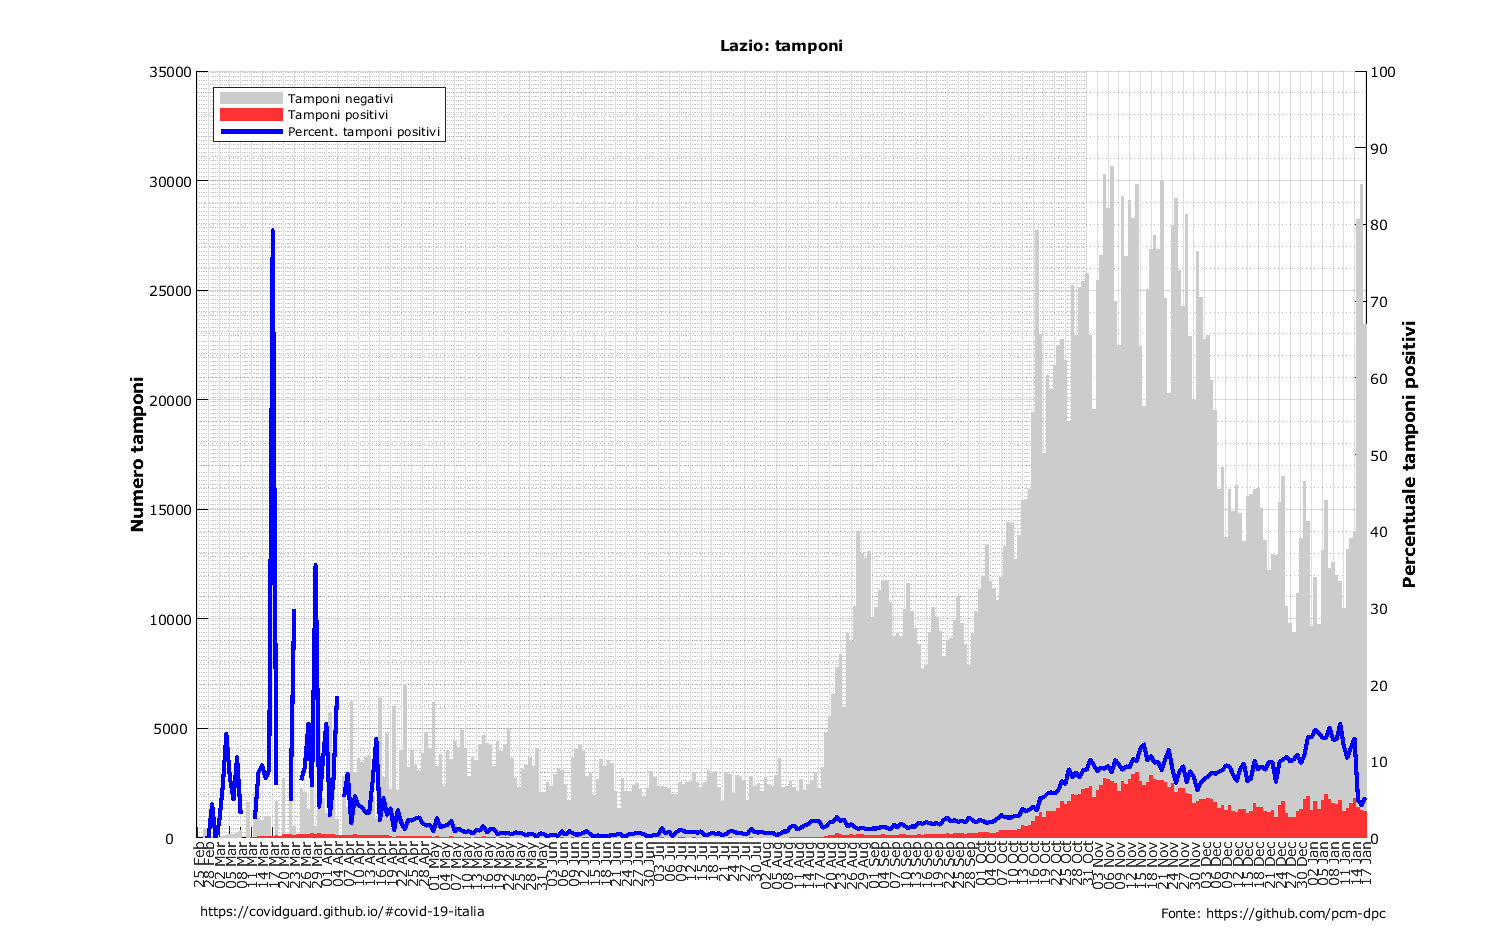 Lazio: tamponi
Tamponi negativi
Tamponi positivi
Percent. tamponi positivi
Numero tamponi
35000
30000
25000
20000
15000
10000
5000
0
Percentuale tamponi positivi
100
90
80
70
60
50
40
30
20
10
0
25 Feb
28 Feb
02 Mar
05 Mar
08 Mar
11 Mar
14 Mar
17 Mar
20 Mar
23 Mar
26 Mar
29 Mar
01 Apr
04 Apr
07 Apr
10 Apr
13 Apr
16 Apr
19 Apr
22 Apr
25 Apr
28 Apr
01 May
04 May
07 May
10 May
13 May
16 May
19 May
22 May
25 May
28 May
31 May
03 Jun
06 Jun
09 Jun
12 Jun
15 Jun
18 Jun
21 Jun
24 Jun
27 Jun
30 Jun
03 Jul
06 Jul
09 Jul
12 Jul
15 Jul
18 Jul
21 Jul
24 Jul
27 Jul
30 Jul
02 Aug
05 Aug
08 Aug
11 Aug
14 Aug
17 Aug
20 Aug
23 Aug
26 Aug
29 Aug
01 Sep
04 Sep
07 Sep
10 Sep
13 Sep
16 Sep
19 Sep
22 Sep
25 Sep
28 Sep
01 Oct
04 Oct
07 Oct
10 Oct
13 Oct
16 Oct
19 Oct
22 Oct
25 Oct
28 Oct
31 Oct
03 Nov
06 Nov
09 Nov
12 Nov
15 Nov
18 Nov
21 Nov
24 Nov
27 Nov
30 Nov
03 Dec
06 Dec
09 Dec
12 Dec
15 Dec
18 Dec
21 Dec
24 Dec
27 Dec
30 Dec
02 Jan
05 Jan
08 Jan
11 Jan
14 Jan
17 Jan
https://covidguard.github.io/#covid-19-italia
Fonte: https://github.com/pcm-dpc